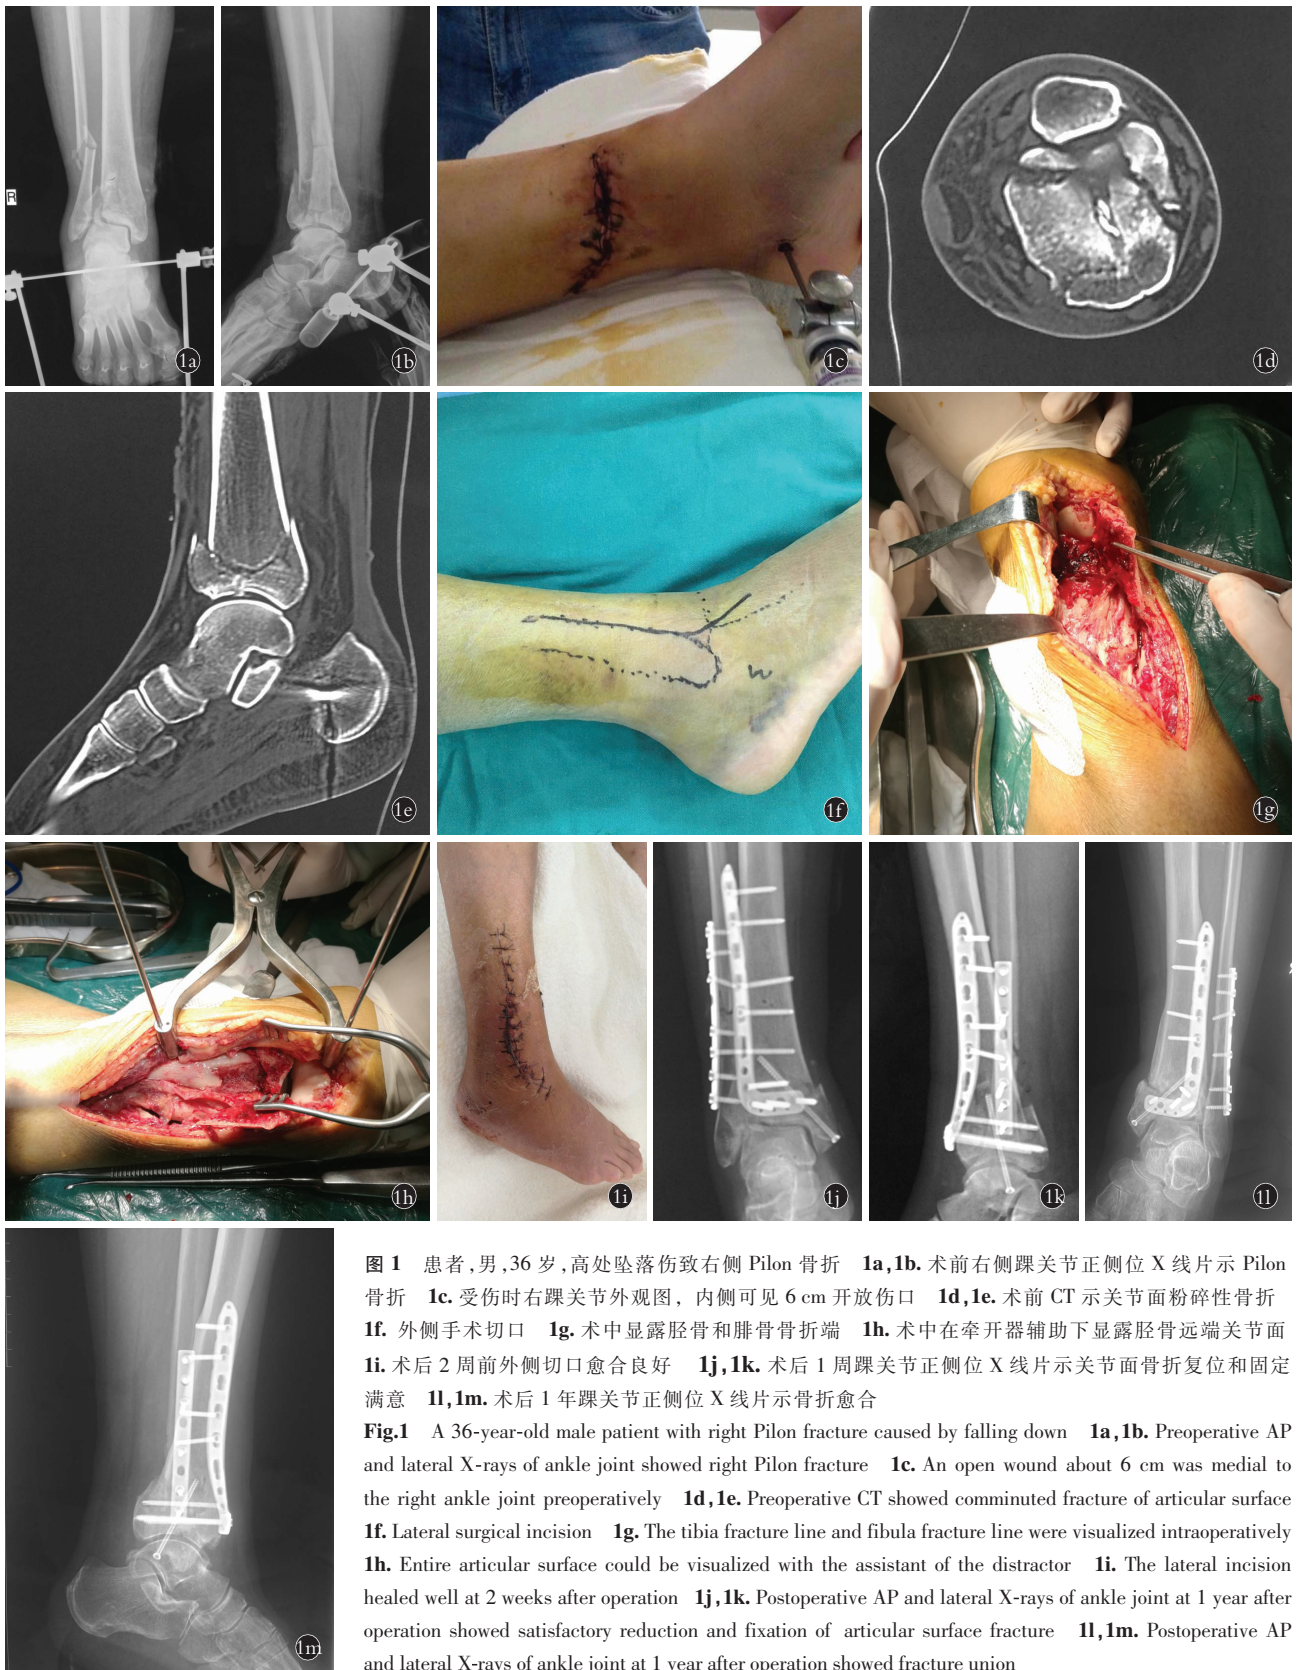 R
1a
1b
1c
1d
1e
1f
1g
1h
1i
1j
1k
1l
1m
图 1 患者,男,36 岁,高处坠落伤致右侧 Pilon 骨折 1a,1b. 术前右侧踝关节正侧位 X 线片示 Pilon
骨折 1c. 受伤时右踝关节外观图, 内侧可见 6 cm 开放伤口 1d,1e. 术前 CT 示关节面粉碎性骨折
1f. 外侧手术切口 1g. 术中显露胫骨和腓骨骨折端 1h. 术中在牵开器辅助下显露胫骨远端关节面
1i. 术后 2 周前外侧切口愈合良好 1j,1k. 术后 1 周踝关节正侧位 X 线片示关节面骨折复位和固定
满意 1l,1m. 术后 1 年踝关节正侧位 X 线片示骨折愈合
Fig.1 A 36-year-old male patient with right Pilon fracture caused by falling down 1a,1b. Preoperative AP
and lateral X-rays of ankle joint showed right Pilon fracture 1c. An open wound about 6 cm was medial to
the right ankle joint preoperatively 1d,1e. Preoperative CT showed comminuted fracture of articular surface
1f. Lateral surgical incision 1g. The tibia fracture line and fibula fracture line were visualized intraoperatively
1h. Entire articular surface could be visualized with the assistant of the distractor 1i. The lateral incision
healed well at 2 weeks after operation 1j,1k. Postoperative AP and lateral X-rays of ankle joint at 1 year after
operation showed satisfactory reduction and fixation of articular surface fracture 1l,1m. Postoperative AP
and lateral X-rays of ankle joint at 1 year after operation showed fracture union